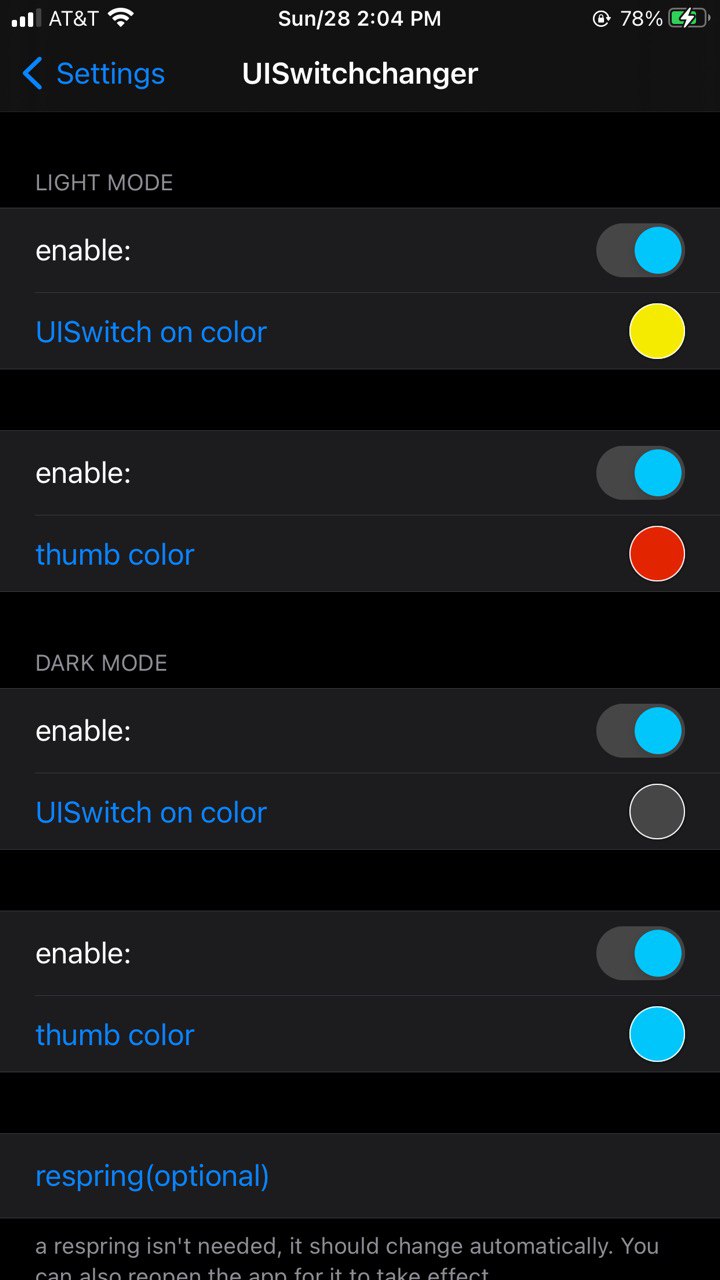 AT&T Sun/28 2:04 PM 78%
Settings UISwitchchanger
LIGHT MODE
enable:
UISwitch on color
enable:
thumb color
DARK MODE
enable:
UISwitch on color
enable:
thumb color
respring(optional)
a respring isn't needed, it should change automatically. You
can also reopen the app for it to take effect